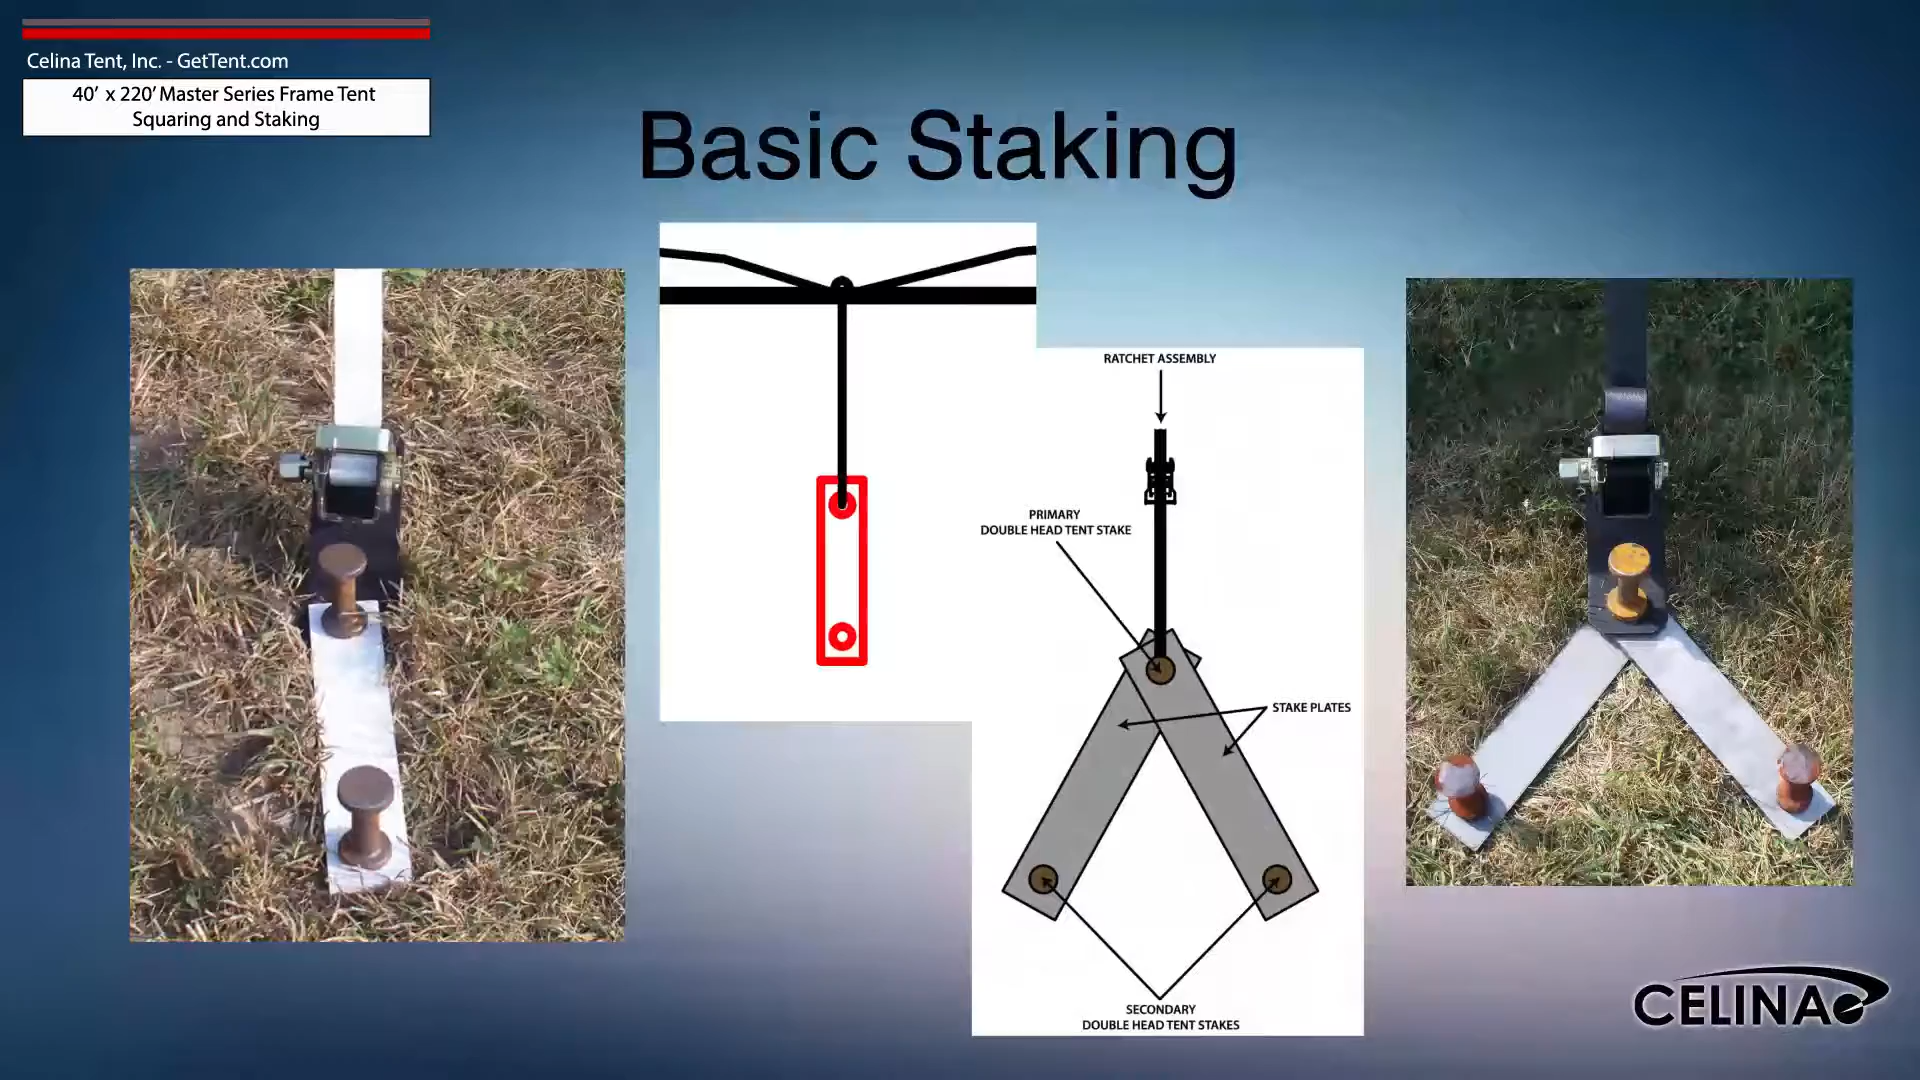 Celina Tent, Inc. - GetTent.com
40' x 220' Master Series Frame Tent
Squaring and Staking
Basic Staking
RATCHET ASSEMBLY
PRIMARY
DOUBLE HEAD TENT STAKE
STAKE PLATES
SECONDARY
DOUBLE HEAD TENT STAKES
CELINA